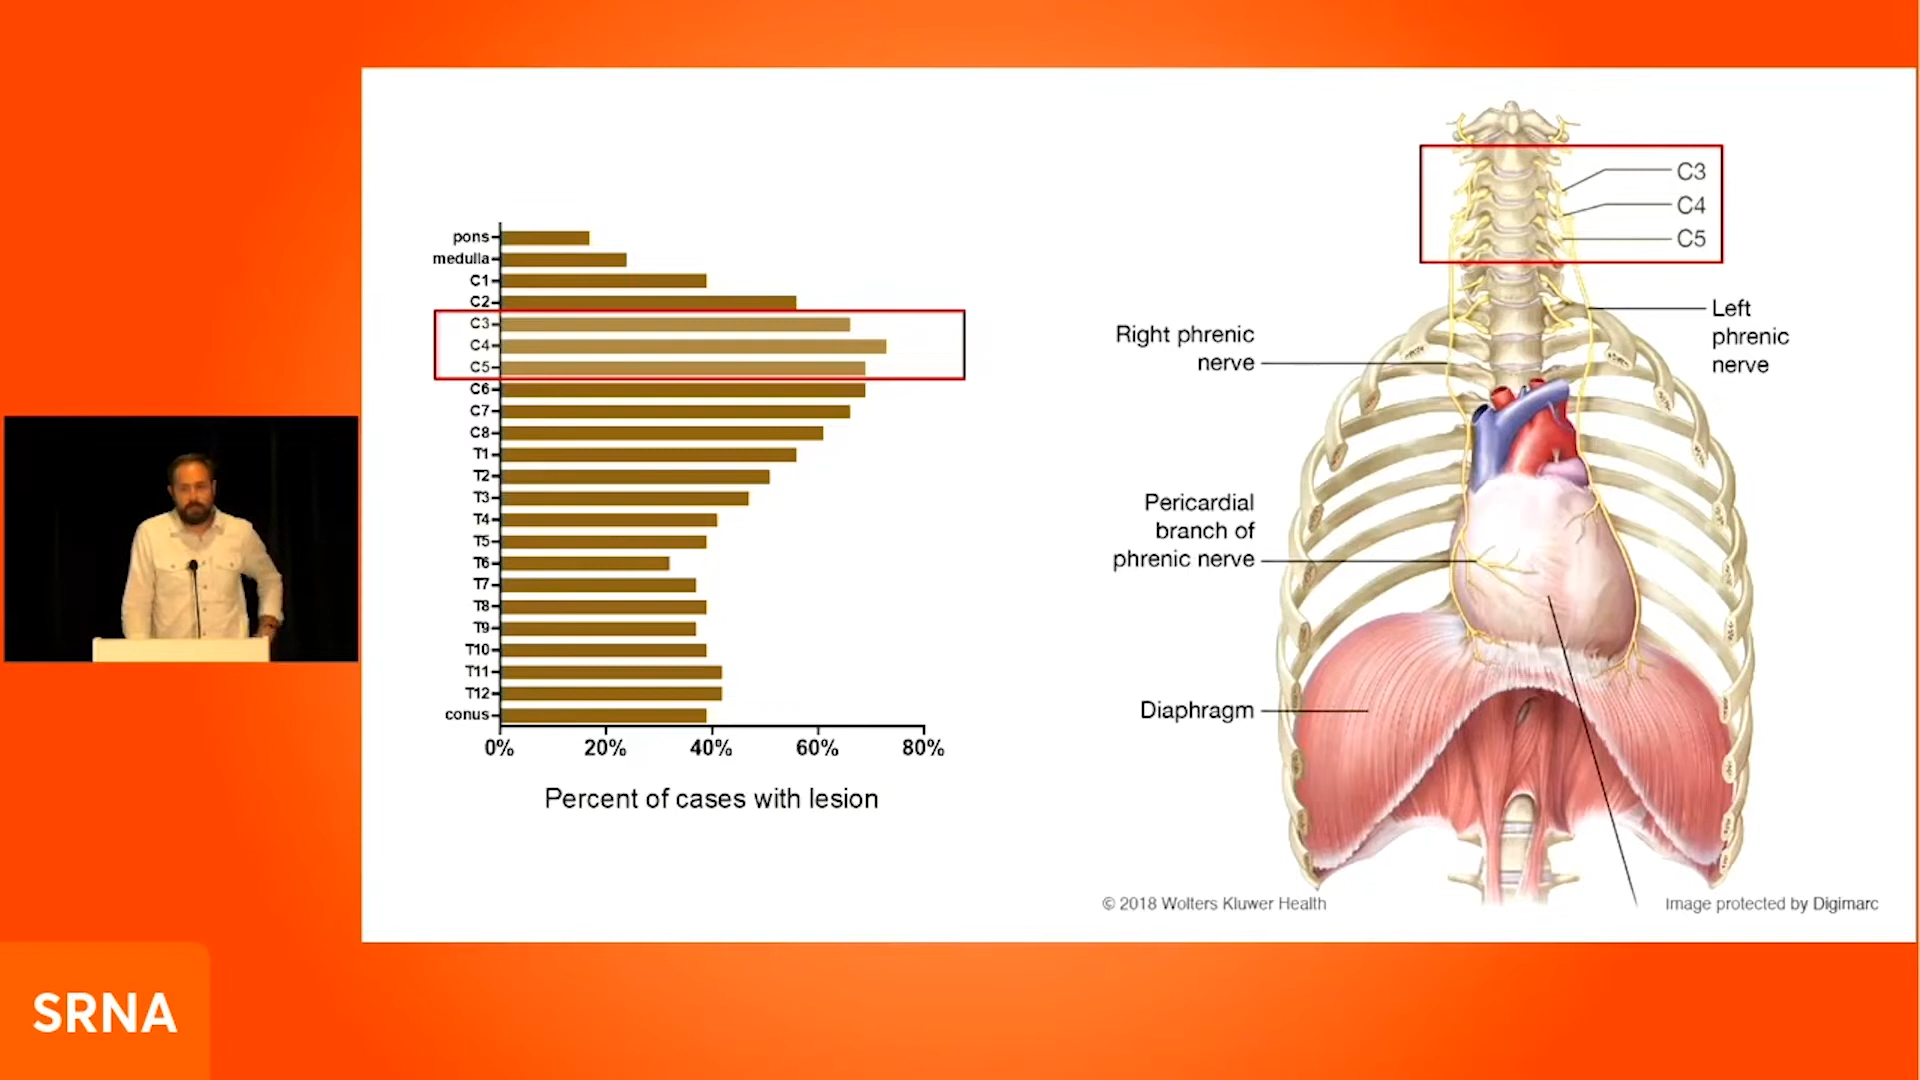 pons
medulla
C1
C2
C3
C4
C5
C6
C7
C8
T1
T2
T3
T4
T5
T6
T7
T8
T9
T10
T11
T12
conus
0% 20% 40% 60% 80%
Percent of cases with lesion
C3
C4
C5
Left
phrenic
nerve
Right phrenic
nerve
Pericardial
branch of
phrenic nerve
Diaphragm
© 2018 Wolters Kluwer Health
Image protected by Digimarc
SRNA